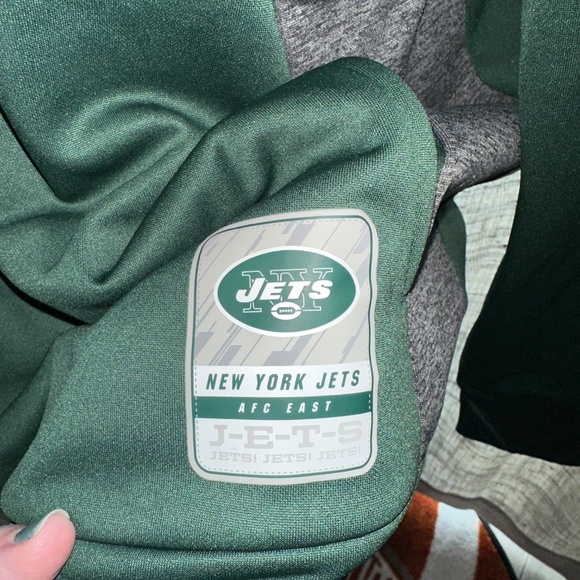 NY
JETS
NEW YORK JETS
AFC EAST
J-E-T-S
JETS! JETS! JETS!